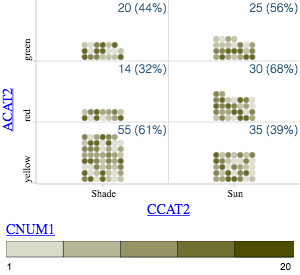 20 (44%) 25 (56%)
green
14 (32%) 30 (68%)
ACAT2
red
55 (61%) 35 (39%)
yellow
Shade Sun
CCAT2
CNUM1
1 20